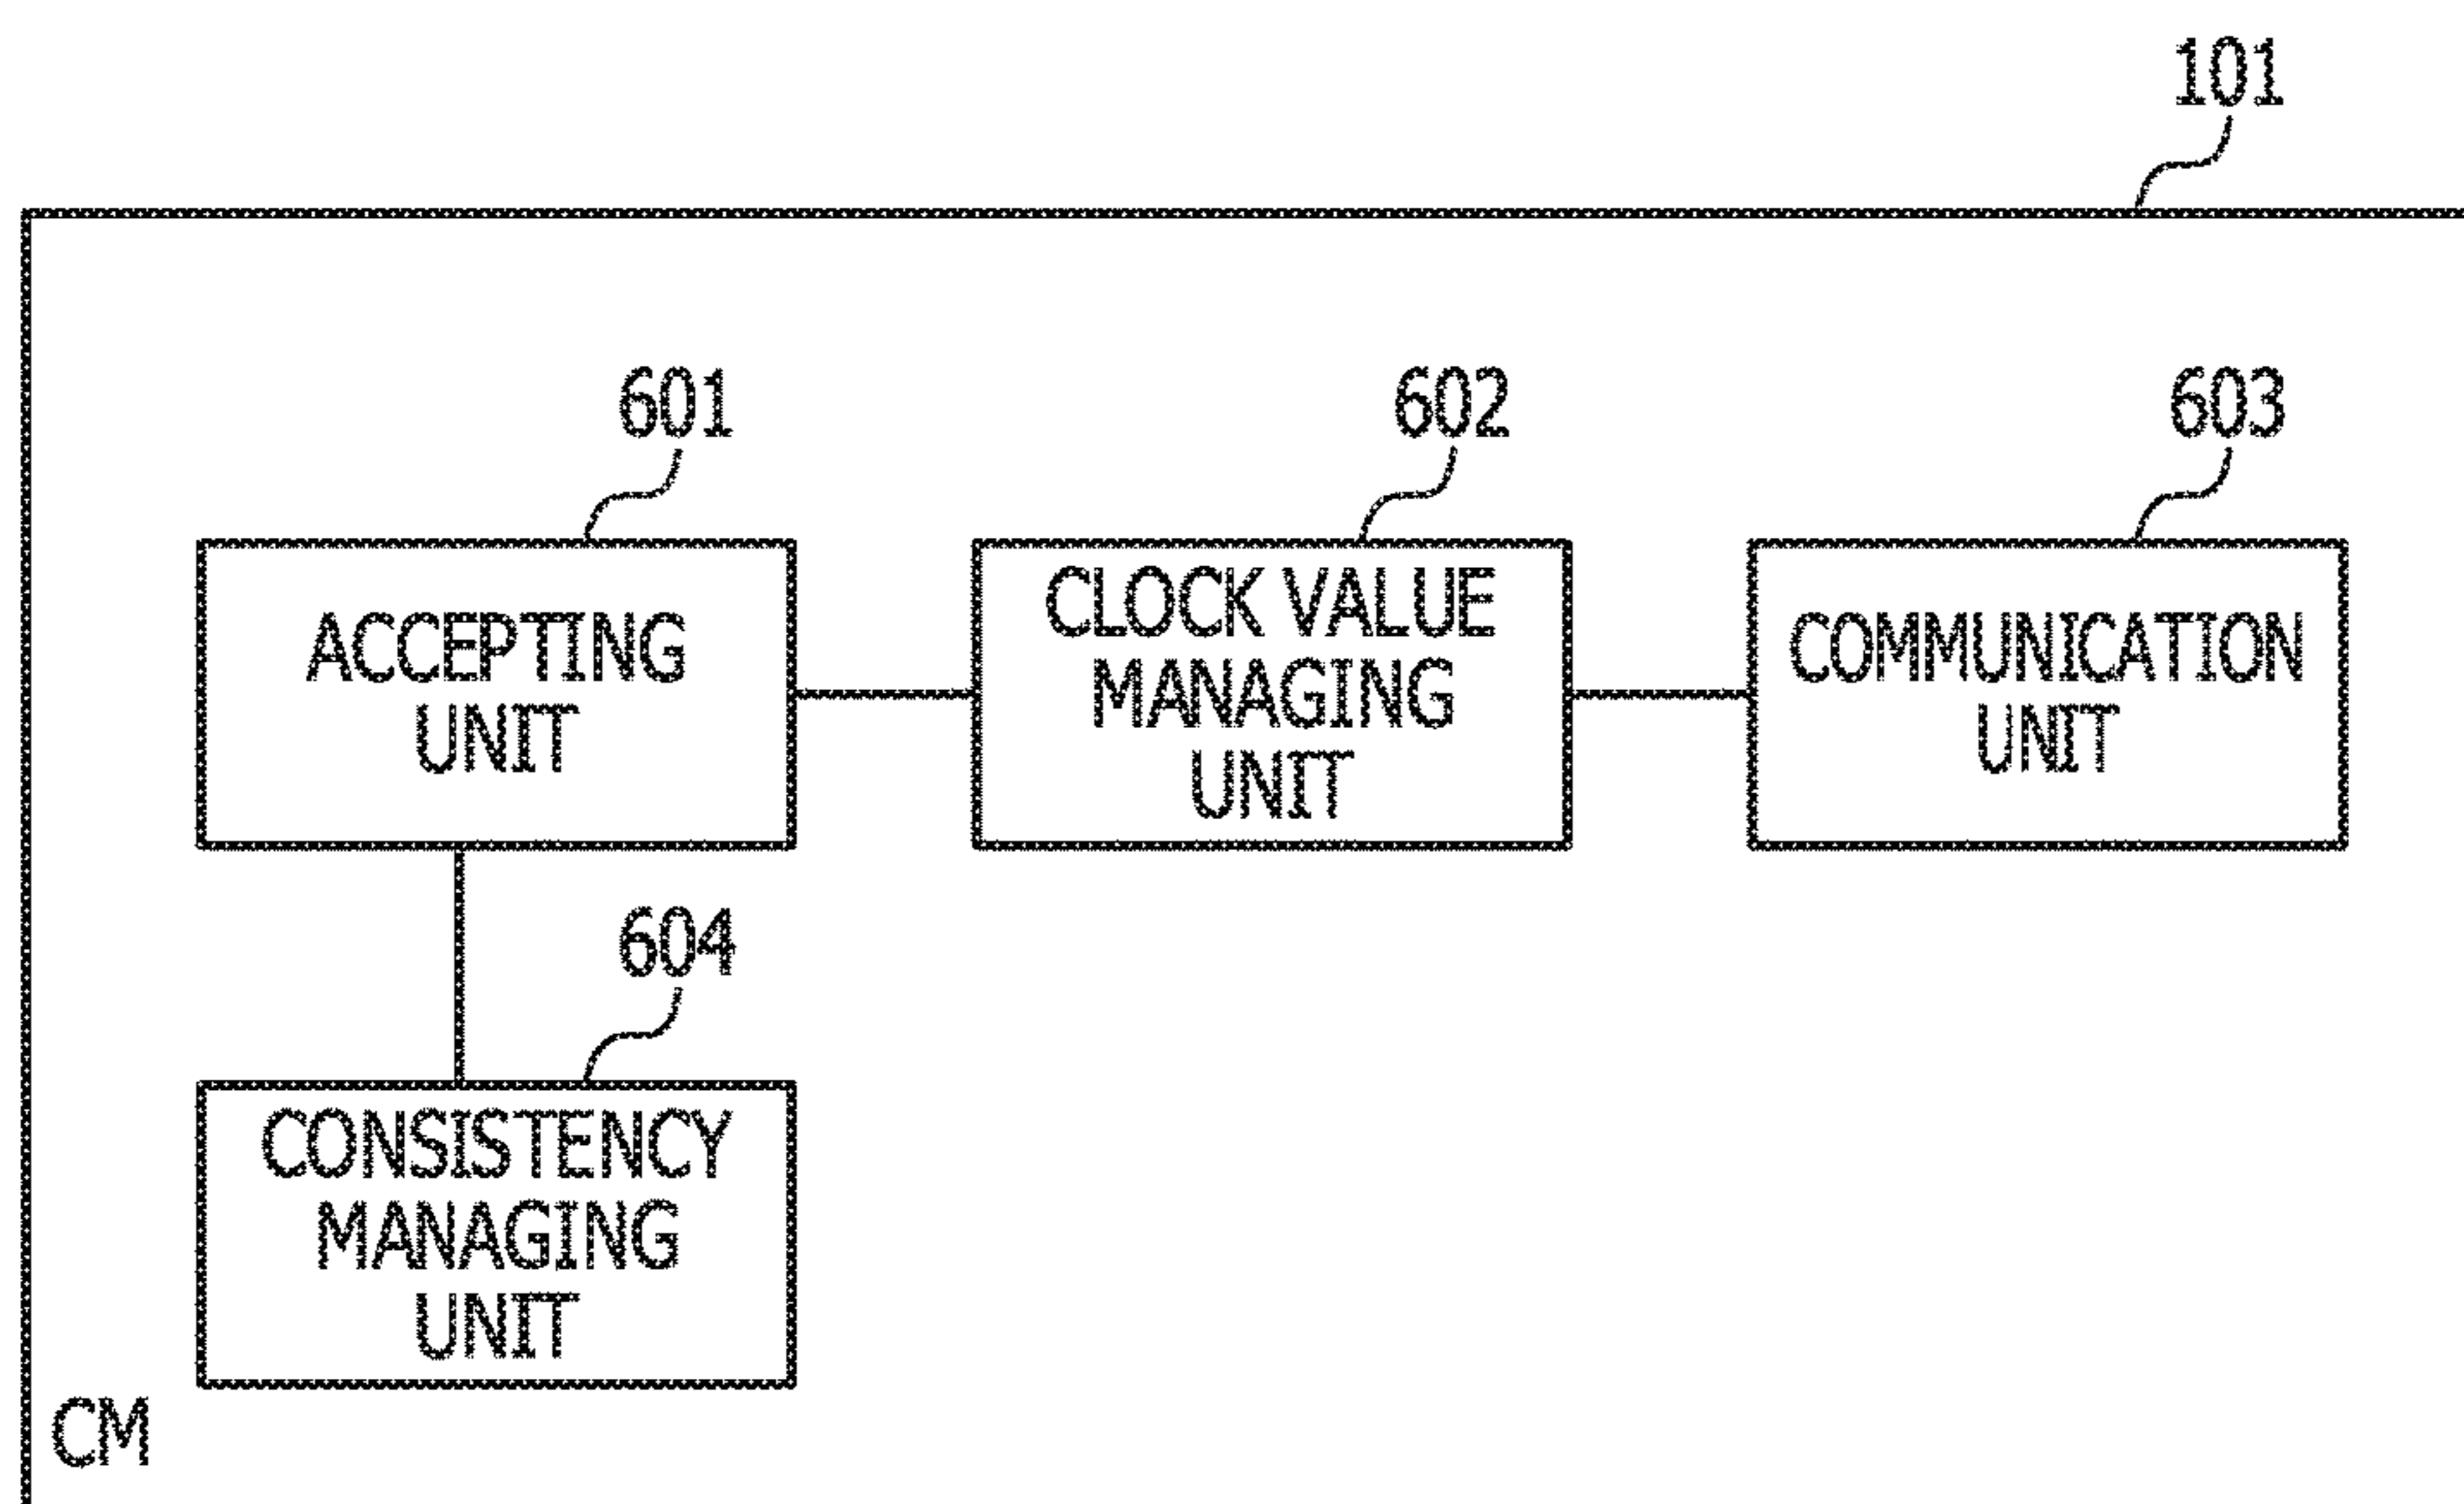 101
601
602
603
ACCEPTING
UNIT
CLOCK VALUE
MANAGING
UNIT
COMMUNICATION
UNIT
604
CONSISTENCY
MANAGING
UNIT
CM